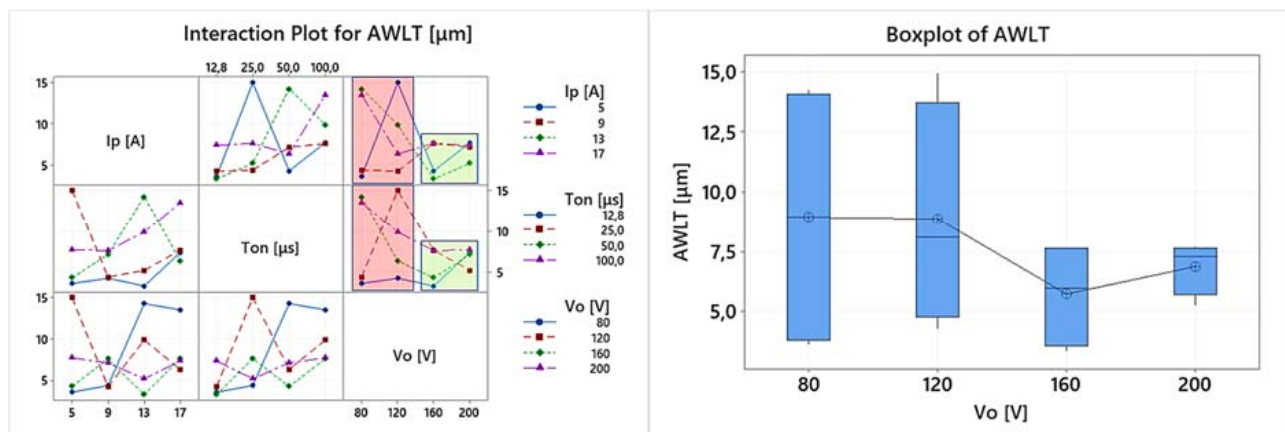 Interaction Plot for AWLT [µm]
12,8 25,0 50,0 100,0
15
10
5
Ip [A]
Ip [A]
5
9
13
17
Ton [µs]
15
10
5
Ton [µs]
12,8
25,0
50,0
100,0
15
10
5
Vo [V]
Vo [V]
80
120
160
200
5 9 13 17
80 120 160 200
Boxplot of AWLT
AWLT [µm]
15,0
12,5
10,0
7,5
5,0
80 120 160 200
Vo [V]